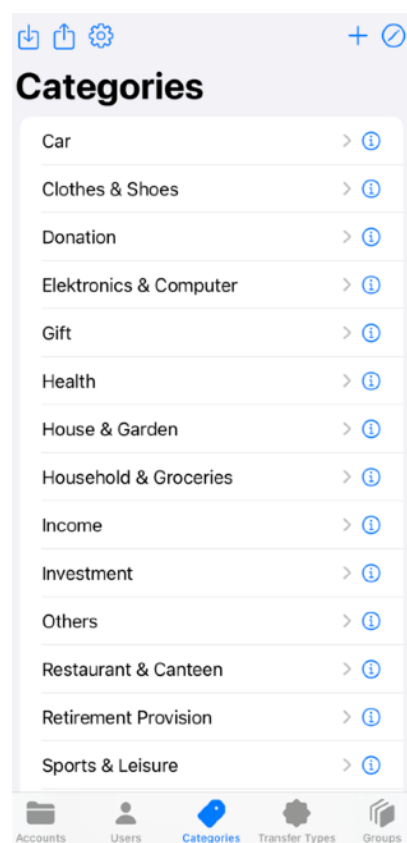 Categories
Car
Clothes & Shoes
Donation
Elektronics & Computer
Gift
Health
House & Garden
Household & Groceries
Income
Investment
Others
Restaurant & Canteen
Retirement Provision
Sports & Leisure
Accounts Users Categories Transfer Types Groups